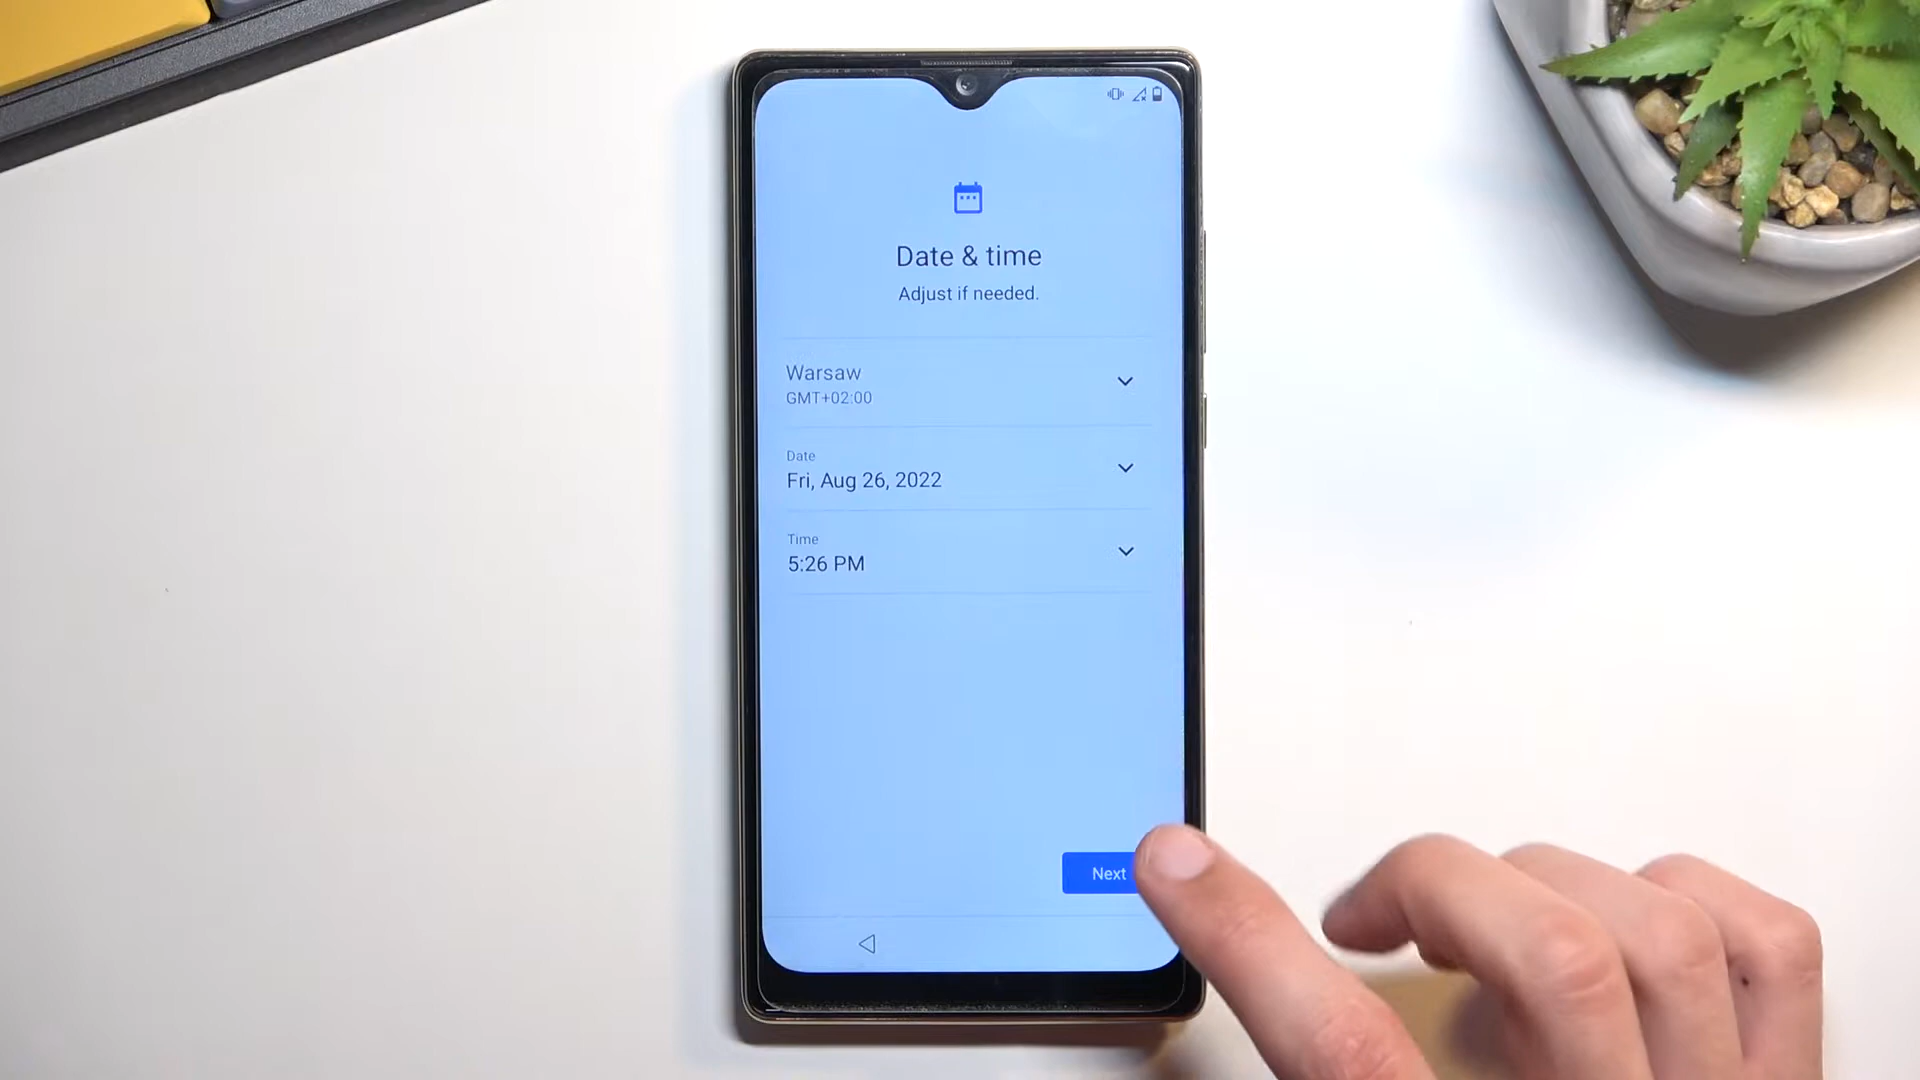 Date & time
Adjust if needed.
Warsaw
GMT+02:00
Date
Fri, Aug 26, 2022
Time
5:26 PM
Next